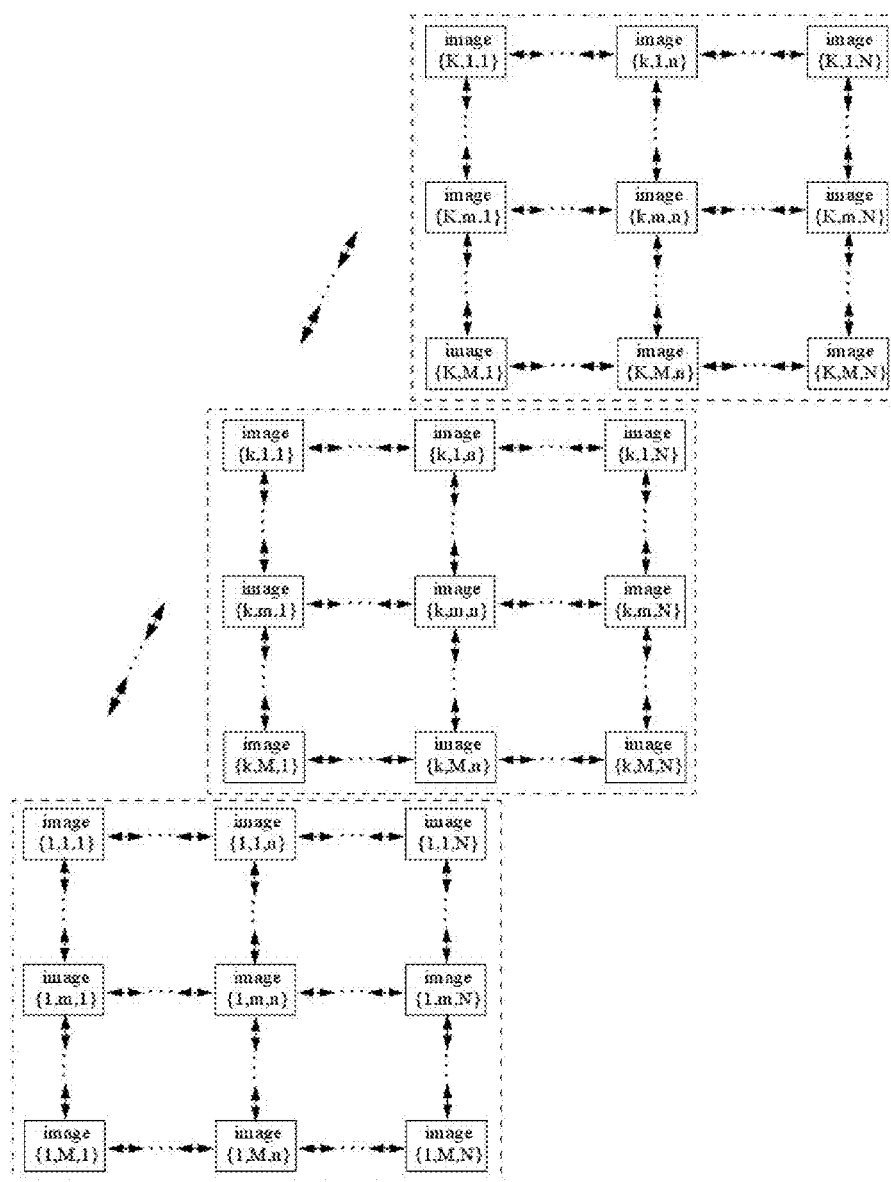 image
{K,1,1}
image
{k,1,n}
image
{K,1,N}
image
{K,m,1}
image
{k,m,n}
image
{K,m,N}
image
{K,M,1}
image
{K,M,n}
image
{K,M,N}
image
{k,1,1}
image
{k,1,n}
image
{k,1,N}
image
{k,m,1}
image
{k,m,n}
image
{k,m,N}
image
{k,M,1}
image
{k,M,n}
image
{k,M,N}
image
{1,1,1}
image
{1,1,n}
image
{1,1,N}
image
{1,m,1}
image
{1,m,n}
image
{1,m,N}
image
{1,M,1}
image
{1,M,n}
image
{1,M,N}